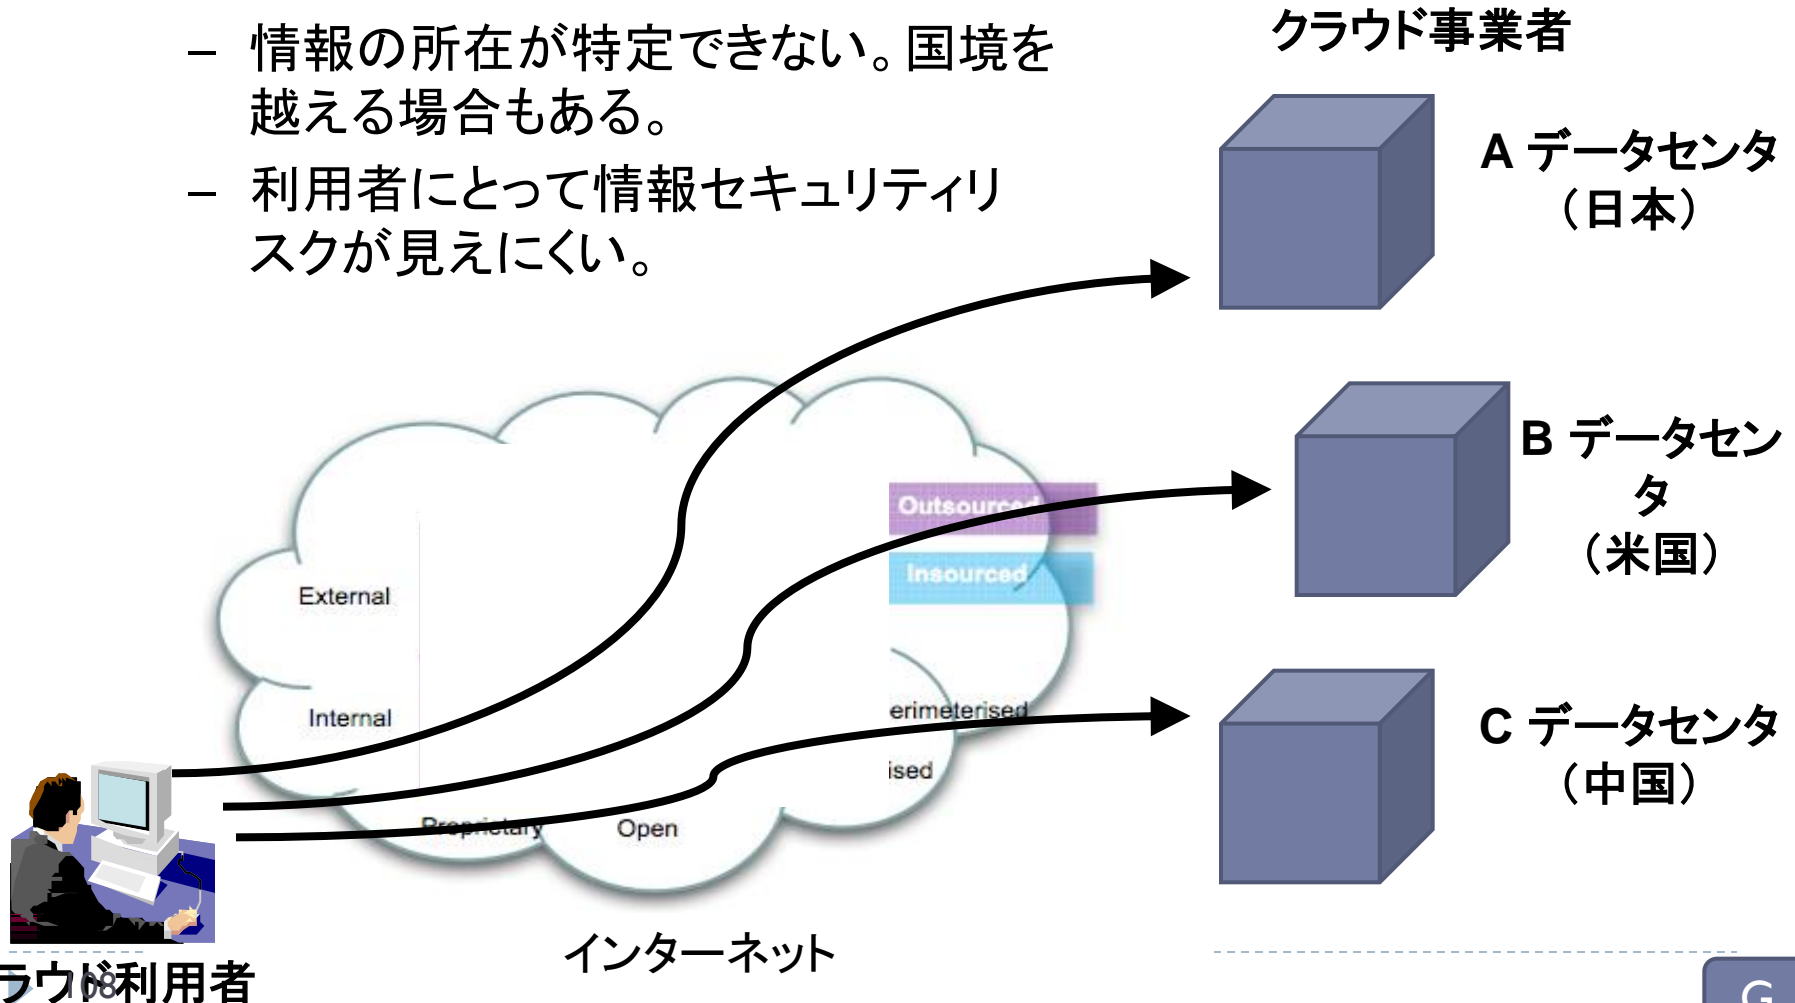 – 情報の所在が特定できない。国境を
越える場合もある。
– 利用者にとって情報セキュリティリ
スクが見えにくい。
クラウド事業者
A データセンタ
（日本）
B データセン
タ
（米国）
C データセンタ
（中国）
Outsourced
Insourced
External
Internal
erimeterised
ised
Proprietary
Open
インターネット
ラウド利用者
108
G